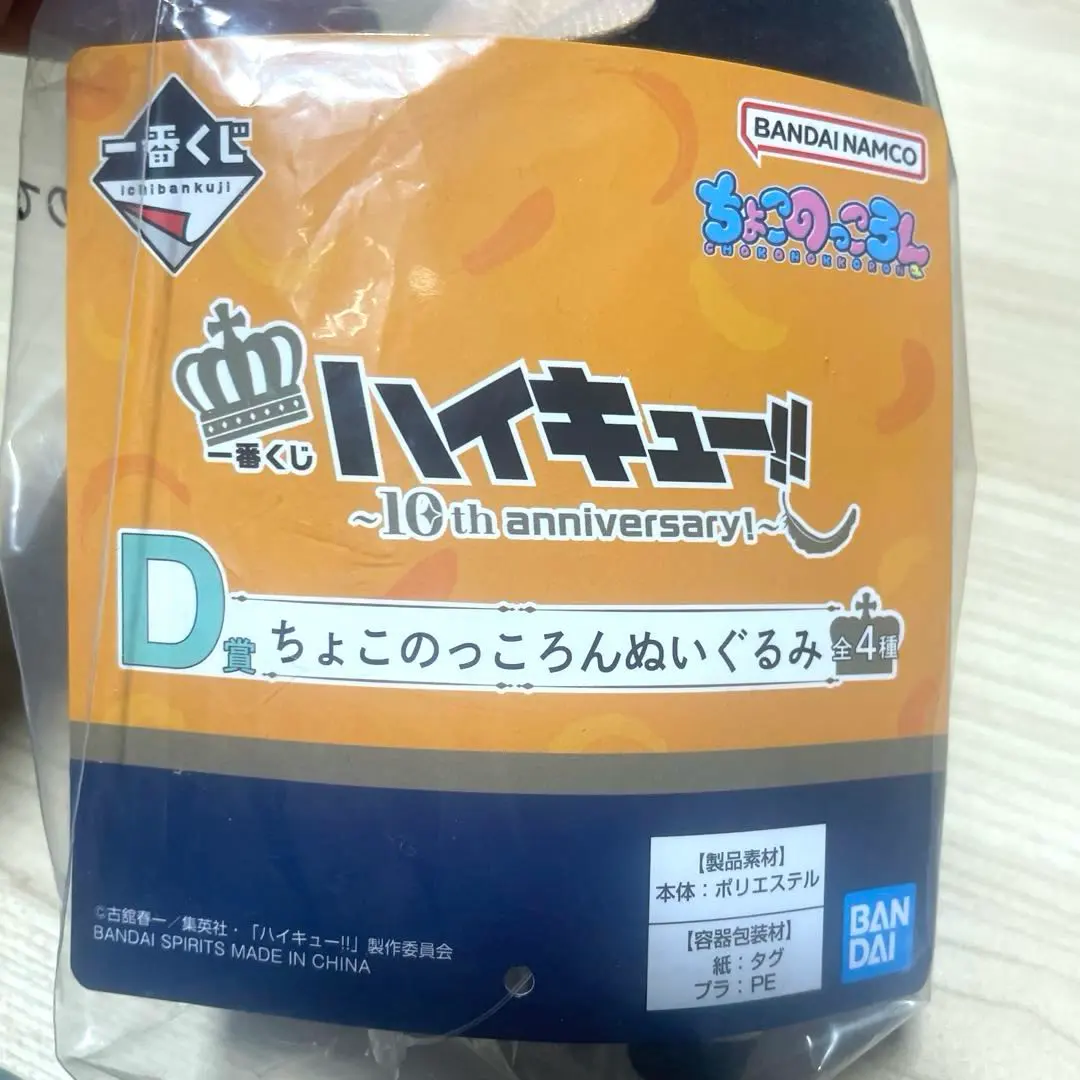 一番くじ
ichibankuji
BANDAI NAMCO
ちょこのっころん
CHOKONOKKORON
一番くじ
ハイキュー!!
~10th anniversary!~
D賞 ちょこのっころんぬいぐるみ 全4種
【製品素材】
本体：ポリエステル
【容器包装材】
紙：タグ
プラ：PE
BAN
DAI
©古舘春一／集英社・「ハイキュー!!」製作委員会
BANDAI SPIRITS MADE IN CHINA